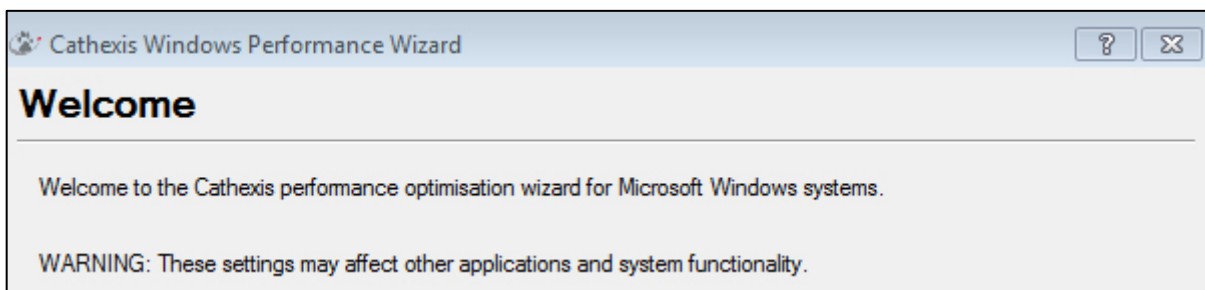 Cathexis Windows Performance Wizard
Welcome
Welcome to the Cathexis performance optimisation wizard for Microsoft Windows systems.
WARNING: These settings may affect other applications and system functionality.